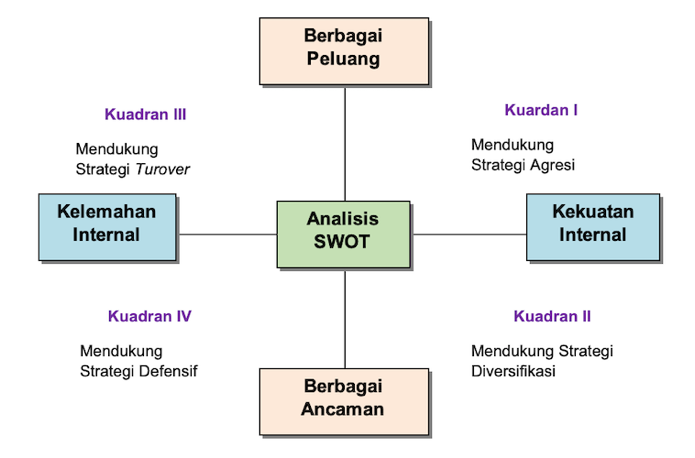 Berbagai
Peluang
Kuadran III
Mendukung
Strategi Turover
Kuardan I
Mendukung
Strategi Agresi
Kelemahan
Internal
Analisis
SWOT
Kekuatan
Internal
Kuadran IV
Mendukung
Strategi Defensif
Kuadran II
Mendukung Strategi
Diversifikasi
Berbagai
Ancaman